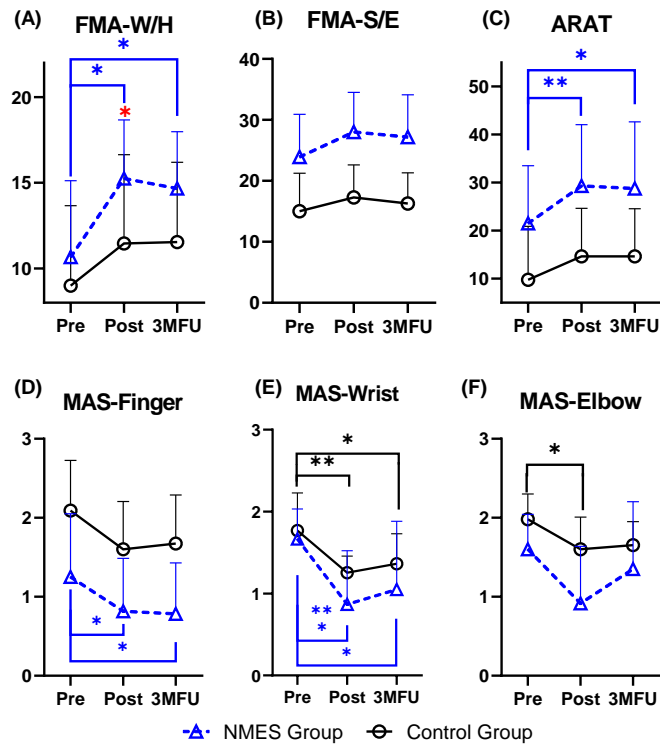 (A) FMA-W/H
20
15
10
Pre Post 3MFU
* * *
(B) FMA-S/E
40
30
20
10
0
Pre Post 3MFU
(C) ARAT
50
40
30
20
10
Pre Post 3MFU
* **
(D) MAS-Finger
3
2
1
0
Pre Post 3MFU
* *
(E) MAS-Wrist
3
2
1
0
Pre Post 3MFU
* ** ** * *
(F) MAS-Elbow
3
2
1
0
Pre Post 3MFU
*
NMES Group Control Group